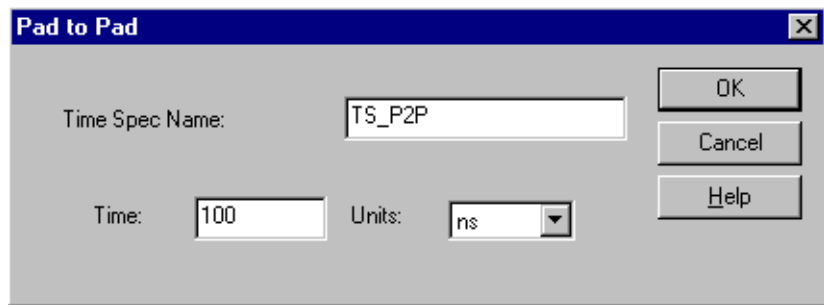 Pad to Pad
OK
Time Spec Name: TS_P2P
Cancel
Help
Time: 100 Units: ns